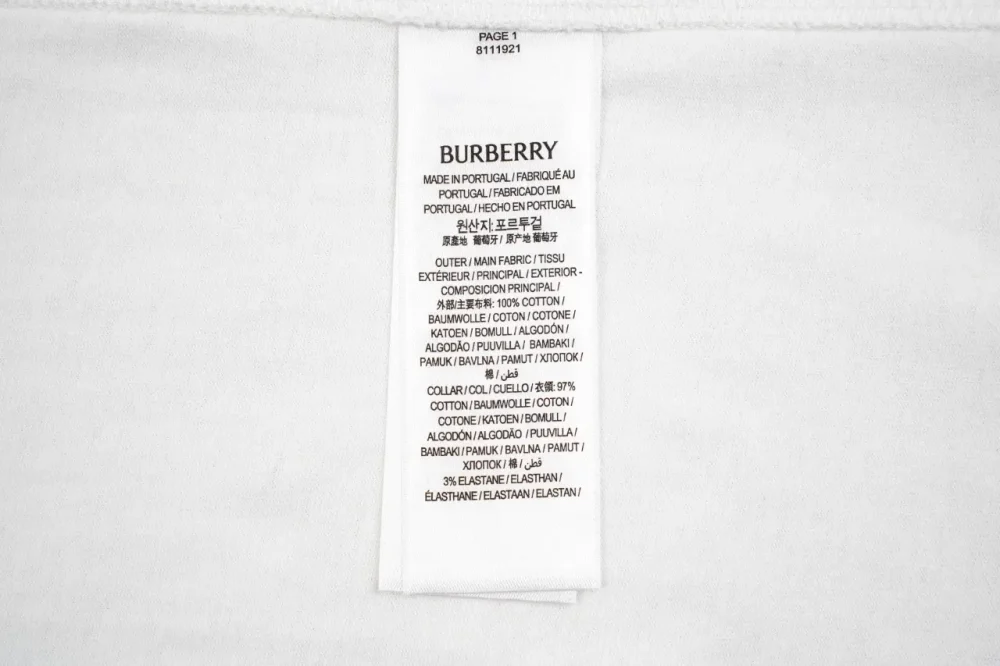 PAGE 1
8111921
BURBERRY
MADE IN PORTUGAL / FABRIQUÉ AU
PORTUGAL / FABRICADO EM
PORTUGAL / HECHO EN PORTUGAL
원산지: 포르투갈
原產地 葡萄牙 / 原产地 葡萄牙
OUTER / MAIN FABRIC / TISSU
EXTÉRIEUR / PRINCIPAL / EXTERIOR -
COMPOSICION PRINCIPAL /
外部/主要布料: 100% COTTON /
BAUMWOLLE / COTON / COTONE /
KATOEN / BOMULL / ALGODÓN /
ALGODÃO / PUUVILLA / BAMBAKI /
PAMUK / BAVLNA / PAMUT / ХЛОПОК /
棉 / قطن
COLLAR / COL / CUELLO / 衣領: 97%
COTTON / BAUMWOLLE / COTON /
COTONE / KATOEN / BOMULL /
ALGODÓN / ALGODÃO / PUUVILLA /
BAMBAKI / PAMUK / BAVLNA / PAMUT /
ХЛОПОК / 棉 / قطن
3% ELASTANE / ELASTHAN /
ÉLASTHANE / ELASTAAN / ELASTAN /